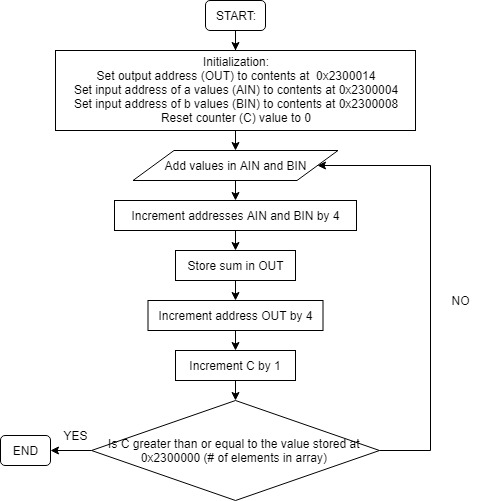 START:
Initialization:
Set output address (OUT) to contents at 0x2300014
Set input address of a values (AIN) to contents at 0x2300004
Set input address of b values (BIN) to contents at 0x2300008
Reset counter (C) value to 0
Add values in AIN and BIN
Increment addresses AIN and BIN by 4
Store sum in OUT
Increment address OUT by 4
NO
Increment C by 1
YES
Is C greater than or equal to the value stored at
0x2300000 (# of elements in array)
END